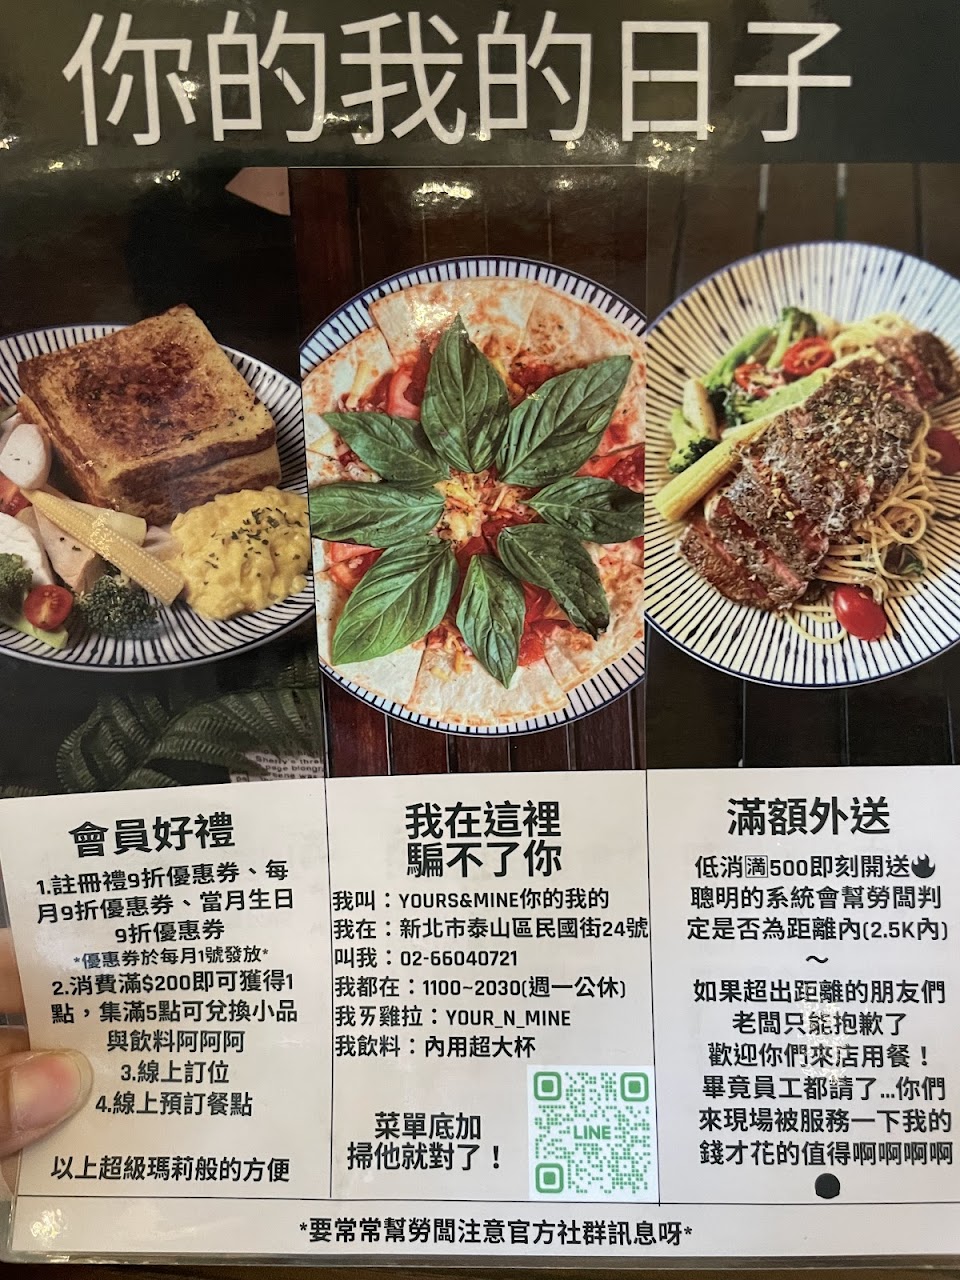 你的我的日子
Sherry's three
page blongr
seng was
會員好禮
1.註冊禮9折優惠券、每
月9折優惠券、當月生日
9折優惠券
*優惠券於每月1號發放*
2.消費滿$200即可獲得1
點，集滿5點可兌換小品
與飲料阿阿阿
3.線上訂位
4.線上預訂餐點
以上超級瑪莉般的方便
我在這裡
騙不了你
我叫：YOURS&MINE你的我的
我在：新北市泰山區民國街24號
叫我：02-66040721
我都在：1100~2030(週一公休)
我ㄞ雞拉：YOUR_N_MINE
我飲料：內用超大杯
菜單底加
掃他就對了！
LINE
滿額外送
低消🈵500即刻開送🔥
聰明的系統會幫勞闆判
定是否為距離內(2.5K內)
～
如果超出距離的朋友們
老闆只能抱歉了
歡迎你們來店用餐！
畢竟員工都請了...你們
來現場被服務一下我的
錢才花的值得啊啊啊啊
*要常常幫勞闆注意官方社群訊息呀*